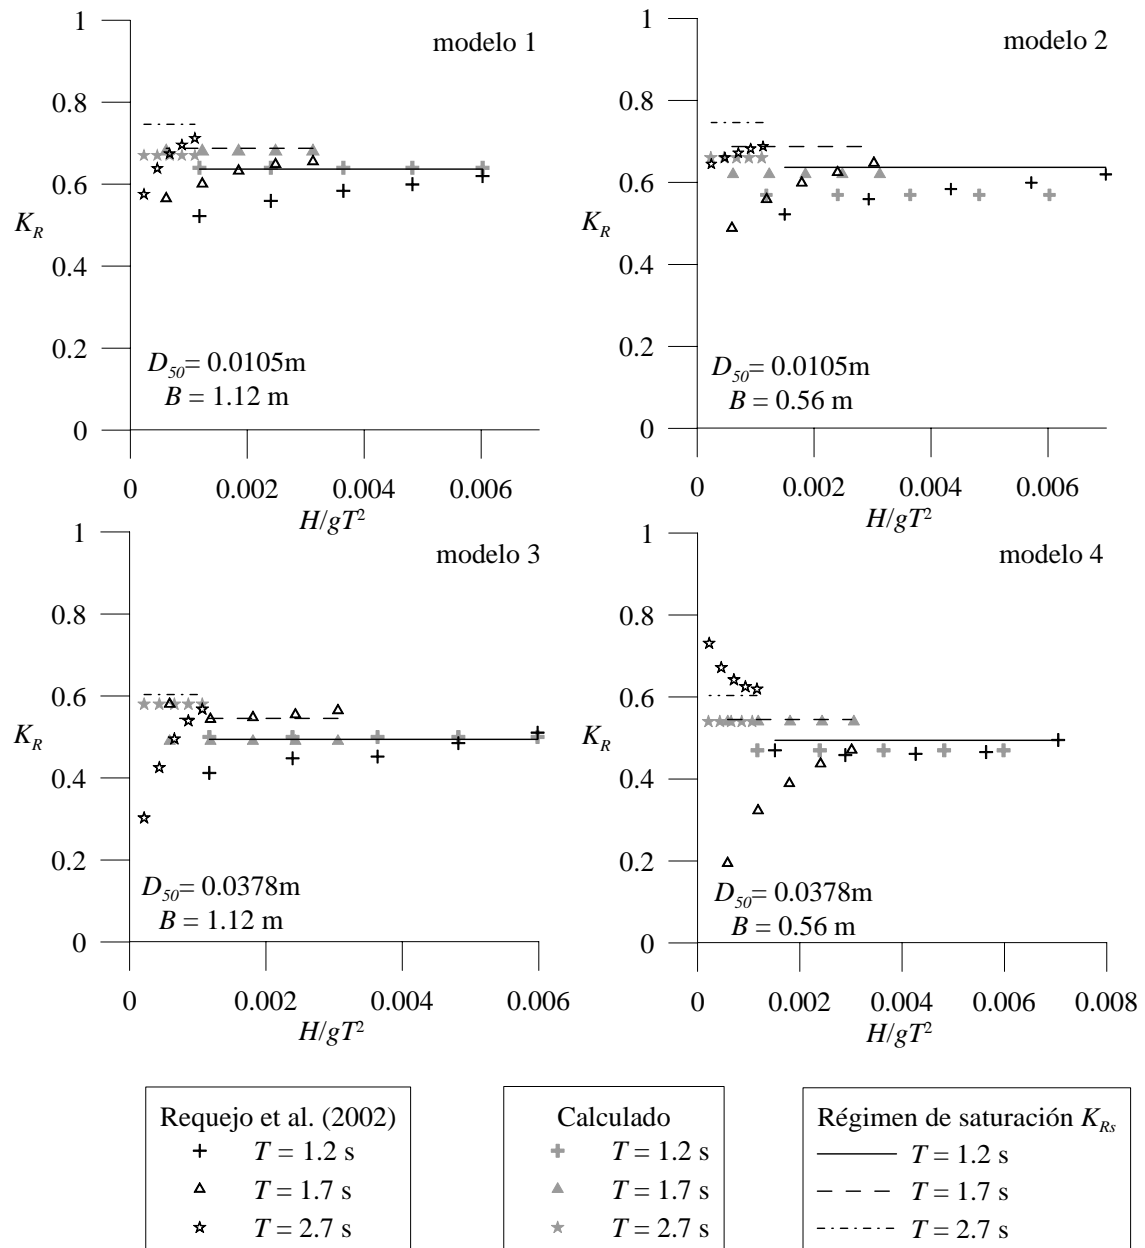 modelo 1
1
0.8
0.6
K_R
0.4
0.2
0
D_50= 0.0105m
B = 1.12 m
0
0.002
0.004
0.006
H/gT²
modelo 2
1
0.8
0.6
K_R
0.4
0.2
0
D_50= 0.0105m
B = 0.56 m
0
0.002
0.004
0.006
H/gT²
modelo 3
1
0.8
0.6
K_R
0.4
0.2
0
D_50= 0.0378m
B = 1.12 m
0
0.002
0.004
0.006
H/gT²
modelo 4
1
0.8
0.6
K_R
0.4
0.2
0
D_50= 0.0378m
B = 0.56 m
0
0.002
0.004
0.006
0.008
H/gT²
Requejo et al. (2002)
T = 1.2 s
T = 1.7 s
T = 2.7 s
Calculado
T = 1.2 s
T = 1.7 s
T = 2.7 s
Régimen de saturación K_Rs
T = 1.2 s
T = 1.7 s
T = 2.7 s